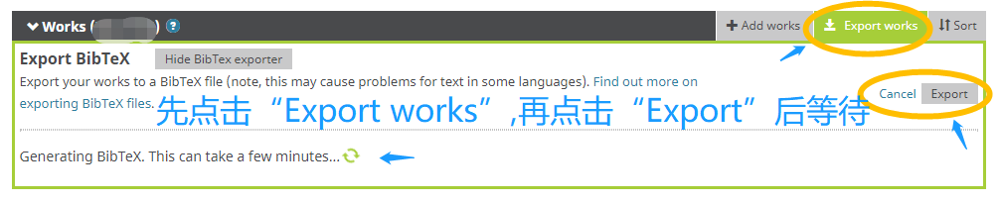 Works (
)
?
Add works
Export works
Sort
Export BibTeX
Hide BibTex exporter
Export your works to a BibTeX file (note, this may cause problems for text in some languages). Find out more on
exporting BibTeX files.
Cancel
Export
先点击“Export works”,再点击“Export”后等待
Generating BibTeX. This can take a few minutes...